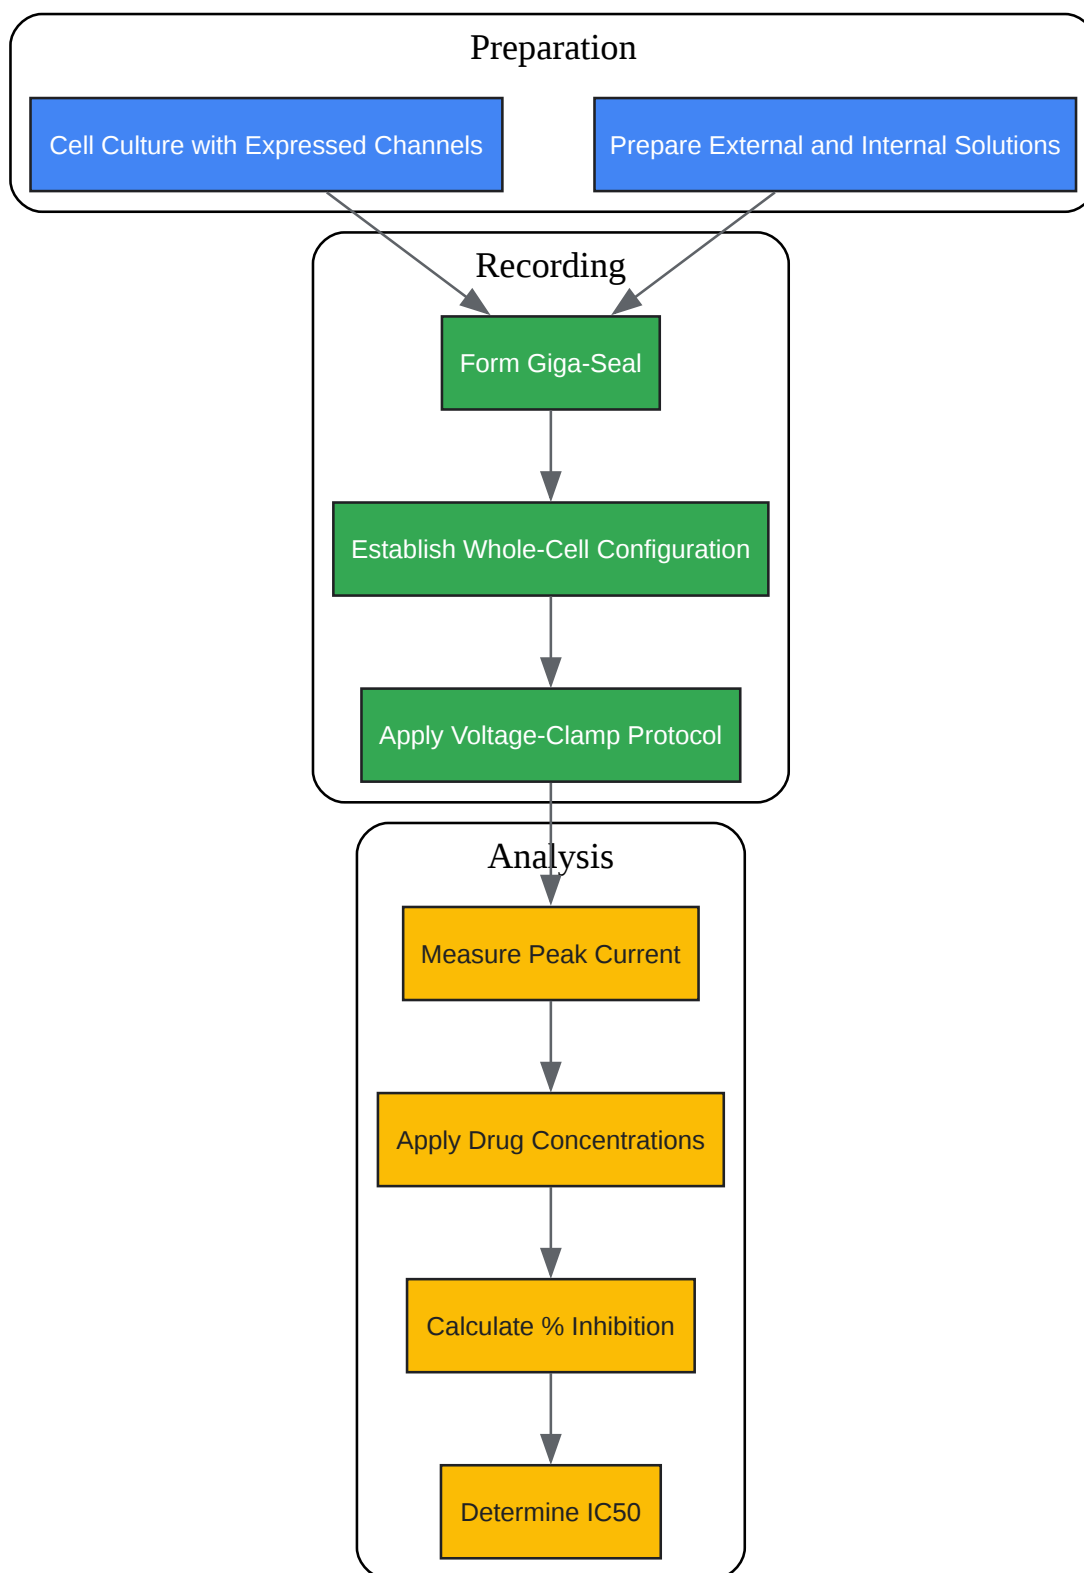 Preparation
Cell Culture with Expressed Channels
Prepare External and Internal Solutions
Recording
Form Giga-Seal
Establish Whole-Cell Configuration
Apply Voltage-Clamp Protocol
Analysis
Measure Peak Current
Apply Drug Concentrations
Calculate % Inhibition
Determine IC50